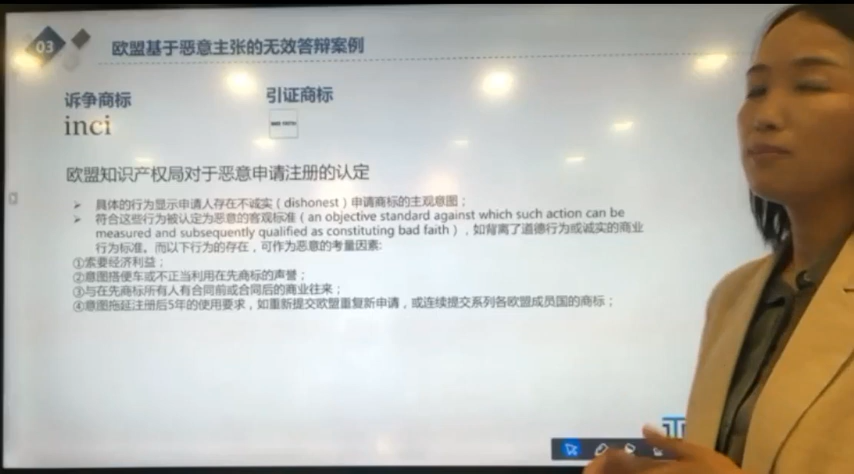 03
欧盟基于恶意主张的无效答辩案例
诉争商标
引证商标
inci
欧盟知识产权局对于恶意申请注册的认定
➢ 具体的行为显示申请人存在不诚实（dishonest）申请商标的主观意图；
➢ 符合这些行为被认定为恶意的客观标准（an objective standard against which such action can be
measured and subsequently qualified as constituting bad faith），如背离了道德行为或诚实的商业
行为标准。而以下行为的存在，可作为恶意的考量因素:
①索要经济利益；
②意图搭便车或不正当利用在先商标的声誉；
③与在先商标所有人有合同前或合同后的商业往来；
④意图拖延注册后5年的使用要求，如重新提交欧盟重复新申请，或连续提交系列各欧盟成员国的商标；